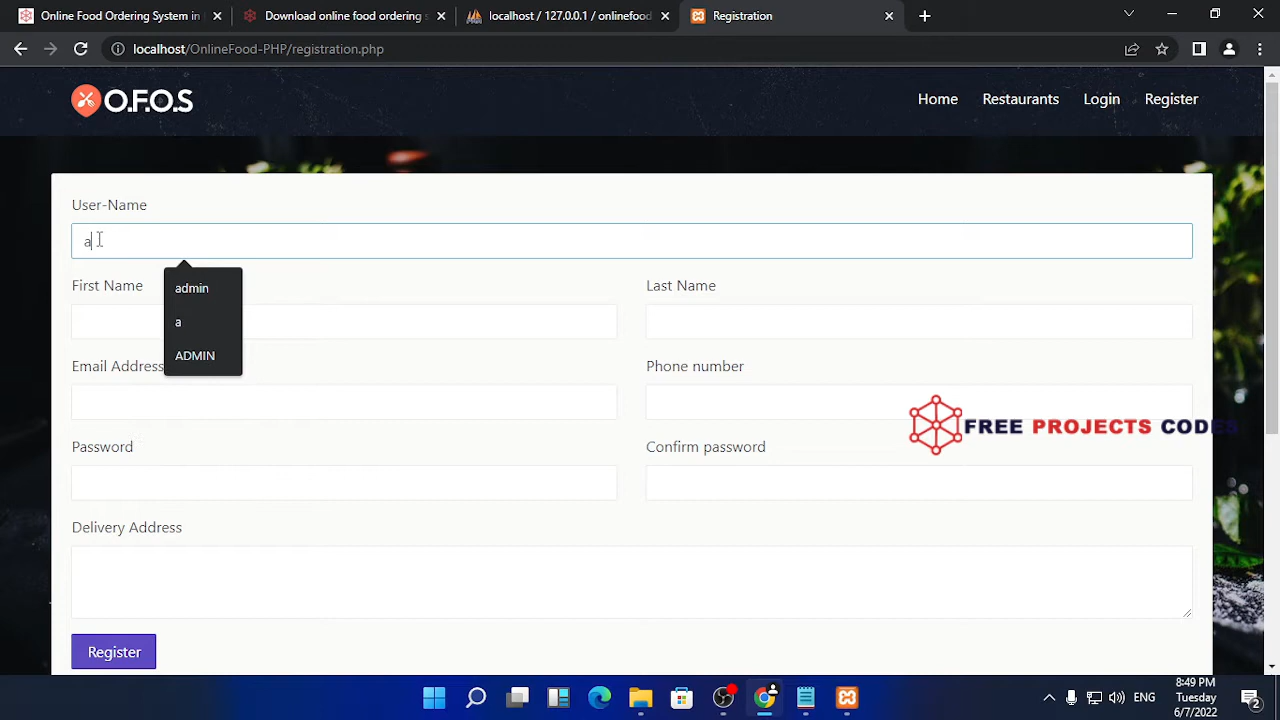 Online Food Ofering System in
Download online food ordering s
localhost / 127.0.0.1 / onlinefood
Registration
localhost/OnlineFood-PHP/registration.php
O.F.O.S
Home
Restaurants
Login
Register
User-Name
a
admin
a
ADMIN
First Name
Last Name
Email Address
Phone number
FREE PROJECTS CODES
Password
Confirm password
Delivery Address
Register
ENG
8:49 PM
Tuesday
6/7/2022
2